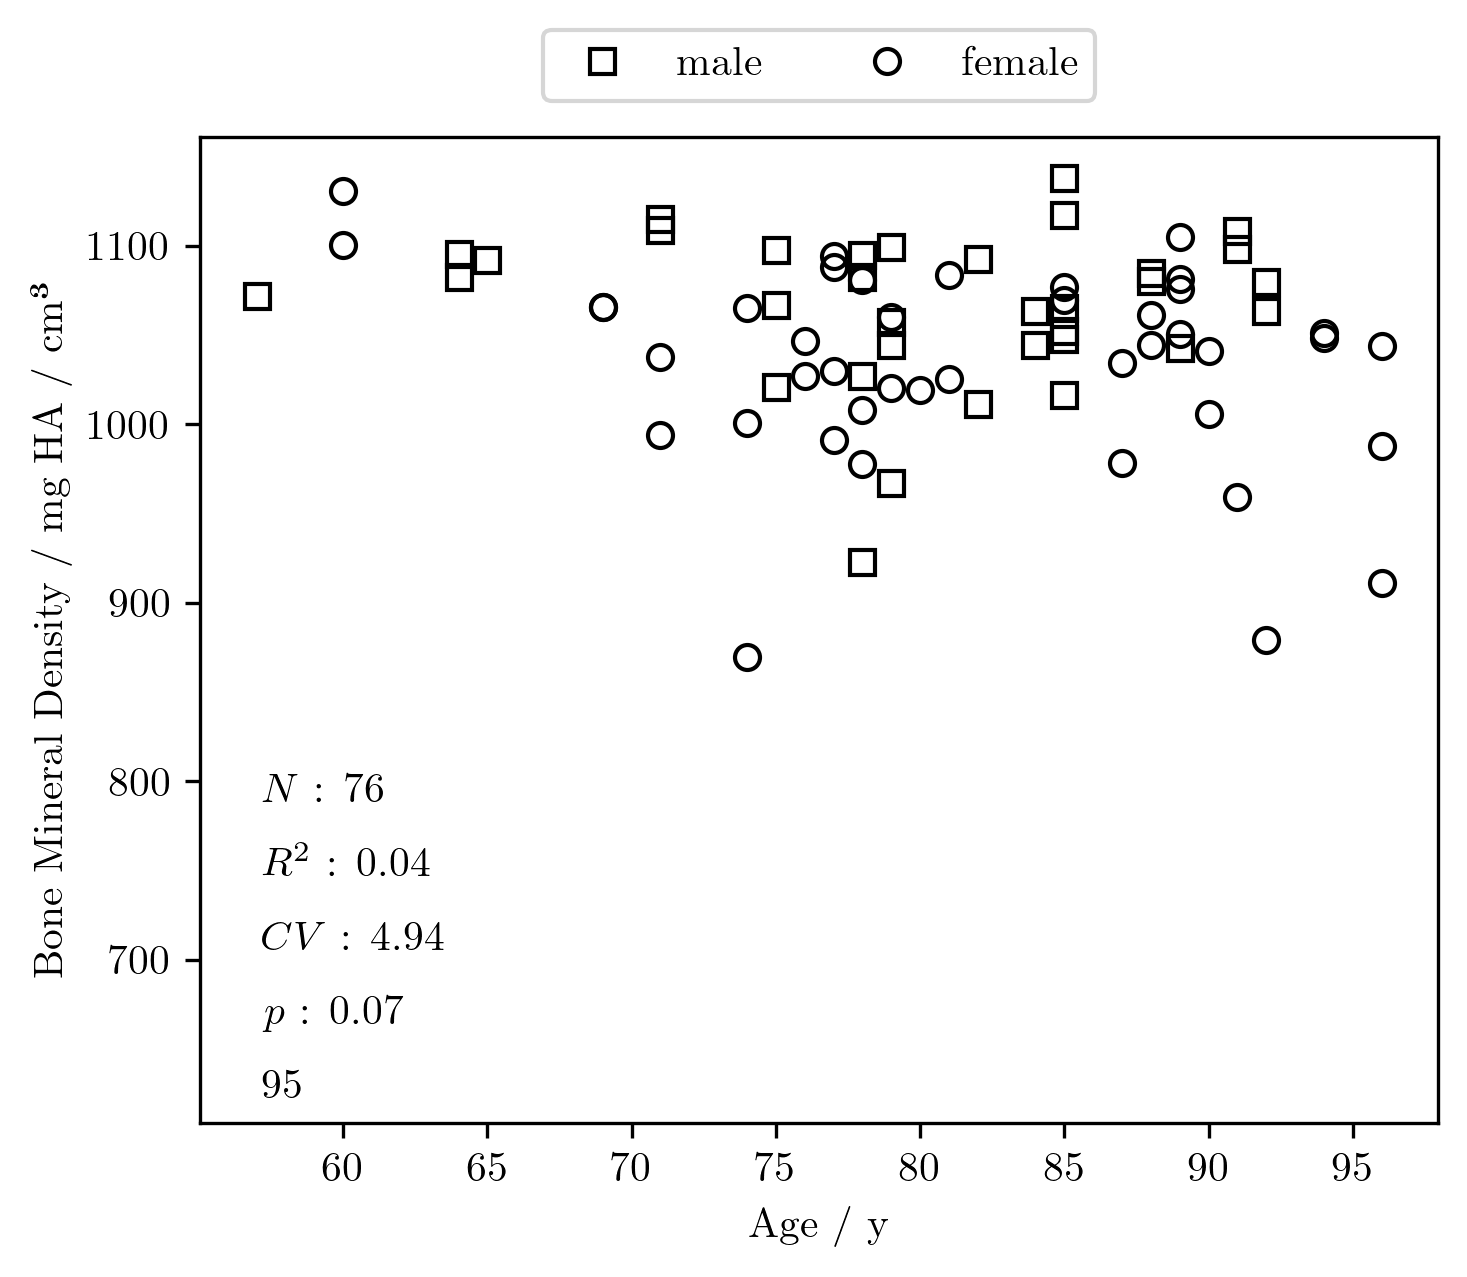 male female
1100
1000
900
800
700
Bone Mineral Density / mg HA / cm³
N : 76
R² : 0.04
CV : 4.94
p : 0.07
95
60 65 70 75 80 85 90 95
Age / y